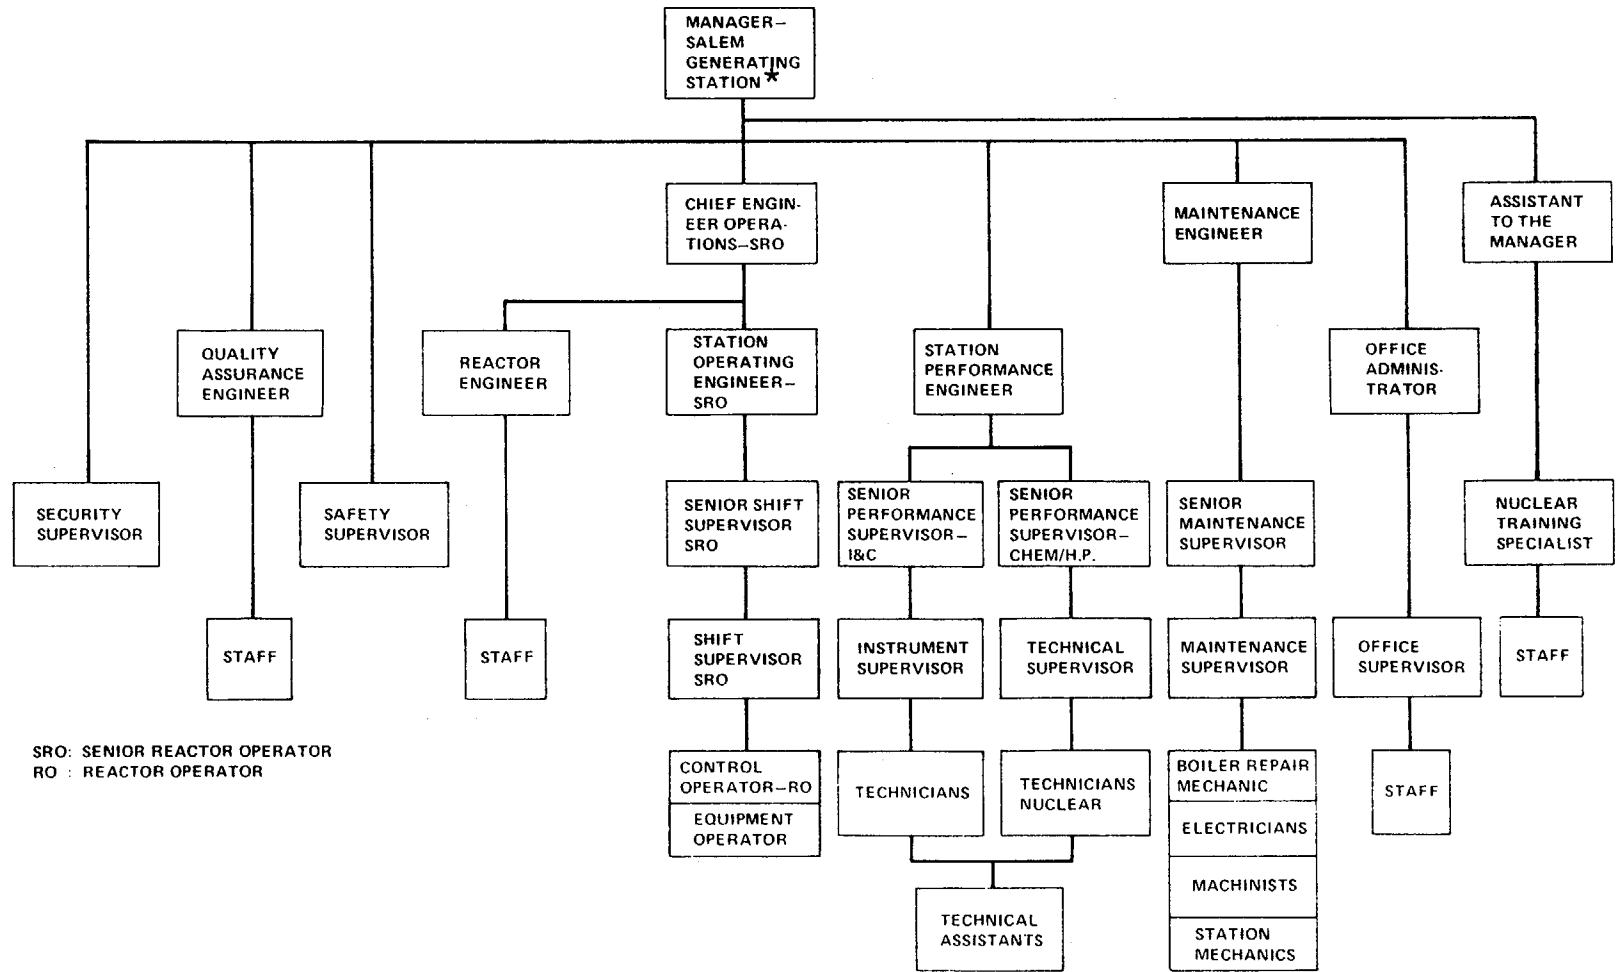 MANAGER–
SALEM
GENERATING
STATION*
CHIEF ENGIN-
EER OPERA-
TIONS–SRO
MAINTENANCE
ENGINEER
ASSISTANT
TO THE
MANAGER
QUALITY
ASSURANCE
ENGINEER
REACTOR
ENGINEER
STATION
OPERATING
ENGINEER–
SRO
STATION
PERFORMANCE
ENGINEER
OFFICE
ADMINIS-
TRATOR
SECURITY
SUPERVISOR
SAFETY
SUPERVISOR
SENIOR SHIFT
SUPERVISOR
SRO
SENIOR
PERFORMANCE
SUPERVISOR–
I&C
SENIOR
PERFORMANCE
SUPERVISOR–
CHEM/H.P.
SENIOR
MAINTENANCE
SUPERVISOR
NUCLEAR
TRAINING
SPECIALIST
STAFF
STAFF
SHIFT
SUPERVISOR
SRO
INSTRUMENT
SUPERVISOR
TECHNICAL
SUPERVISOR
MAINTENANCE
SUPERVISOR
OFFICE
SUPERVISOR
STAFF
SRO: SENIOR REACTOR OPERATOR
RO : REACTOR OPERATOR
CONTROL
OPERATOR–RO
EQUIPMENT
OPERATOR
TECHNICIANS
TECHNICIANS
NUCLEAR
BOILER REPAIR
MECHANIC
ELECTRICIANS
MACHINISTS
STATION
MECHANICS
STAFF
TECHNICAL
ASSISTANTS